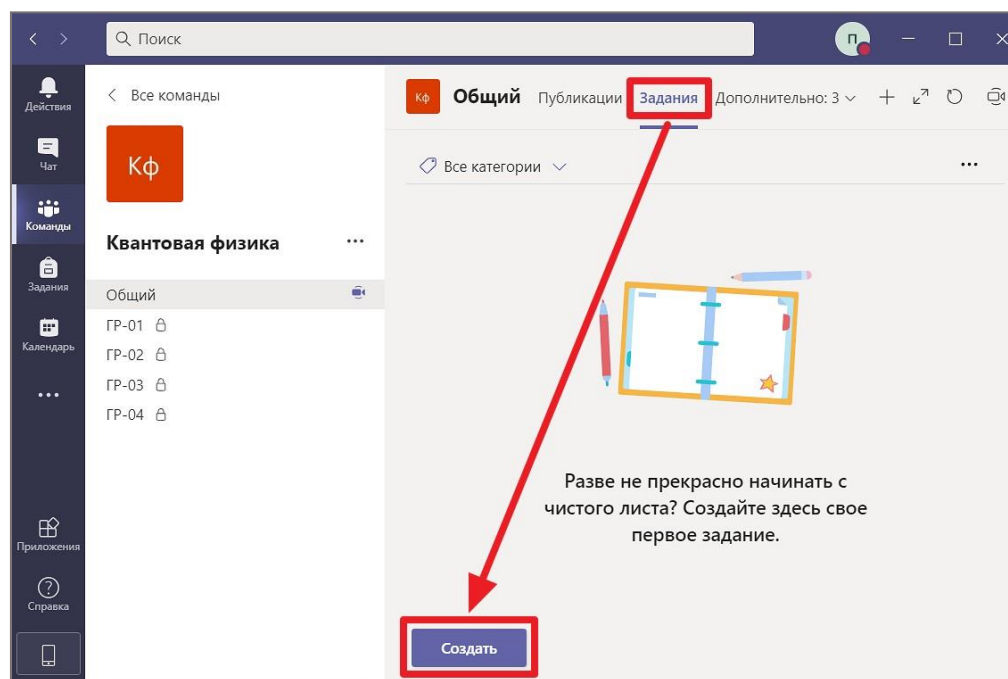 Поиск
П
Действия
Чат
Команды
Задания
Календарь
Приложения
Справка
Все команды
Кф
Квантовая физика
Общий
ГР-01
ГР-02
ГР-03
ГР-04
Кф Общий Публикации Задания Дополнительно: 3
Все категории
Разве не прекрасно начинать с
чистого листа? Создайте здесь свое
первое задание.
Создать